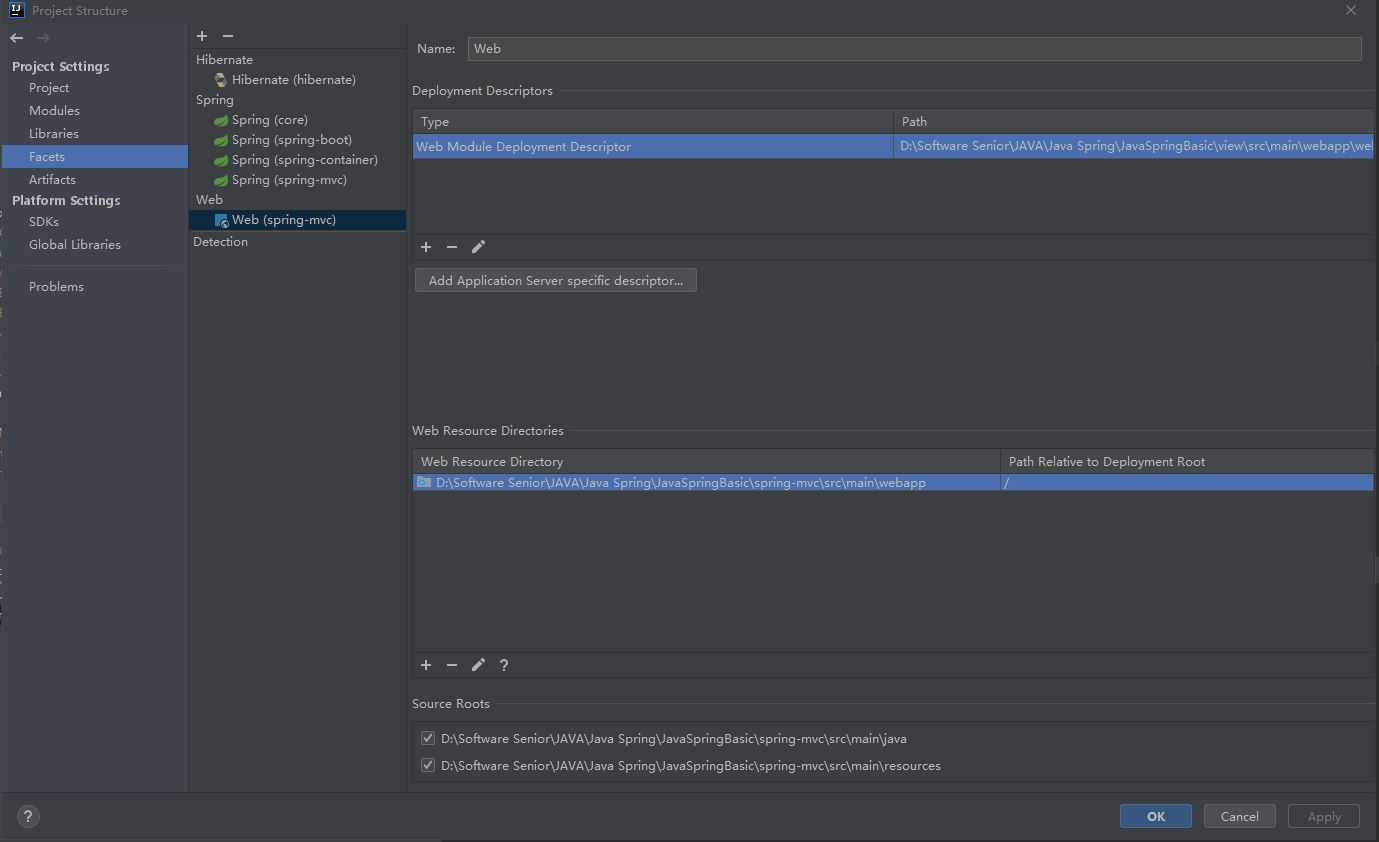 Project Structure
Project Settings
Project
Modules
Libraries
Facets
Artifacts
Platform Settings
SDKs
Global Libraries
Problems
Hibernate
Hibernate (hibernate)
Spring
Spring (core)
Spring (spring-boot)
Spring (spring-container)
Spring (spring-mvc)
Web
Web (spring-mvc)
Detection
Name: Web
Deployment Descriptors
Type Path
Web Module Deployment Descriptor D:\Software Senior\JAVA\Java Spring\JavaSpringBasic\view\src\main\webapp\wel
Add Application Server specific descriptor...
Web Resource Directories
Web Resource Directory Path Relative to Deployment Root
D:\Software Senior\JAVA\Java Spring\JavaSpringBasic\spring-mvc\src\main\webapp /
?
Source Roots
D:\Software Senior\JAVA\Java Spring\JavaSpringBasic\spring-mvc\src\main\java
D:\Software Senior\JAVA\Java Spring\JavaSpringBasic\spring-mvc\src\main\resources
? OK Cancel Apply